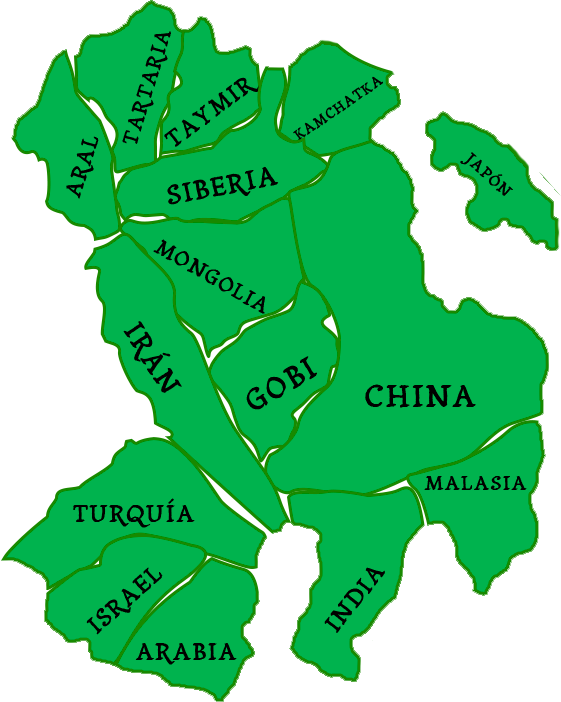 TARTARIA
TAYMIR
KAMCHATKA
ARAL
SIBERIA
JAPÓN
MONGOLIA
IRÁN
GOBI
CHINA
MALASIA
TURQUÍA
ISRAEL
INDIA
ARABIA